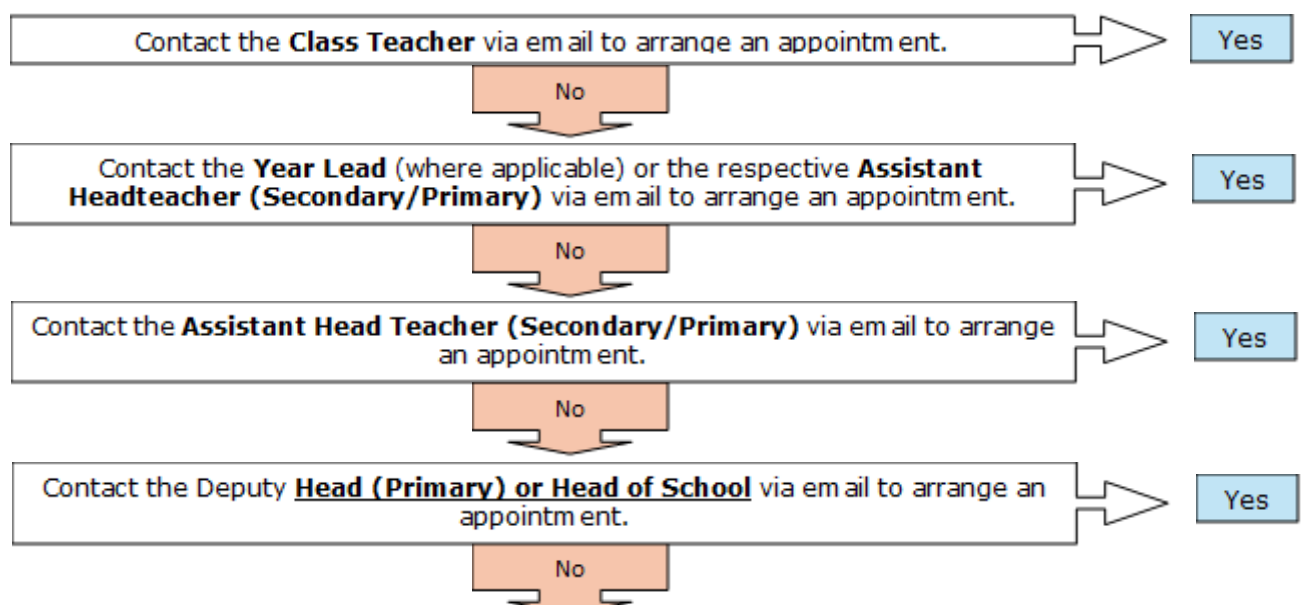 Contact the Class Teacher via email to arrange an appointment.
Yes
No
Contact the Year Lead (where applicable) or the respective Assistant
Headteacher (Secondary/Primary) via email to arrange an appointment.
Yes
No
Contact the Assistant Head Teacher (Secondary/Primary) via email to arrange
an appointment.
Yes
No
Contact the Deputy Head (Primary) or Head of School via email to arrange an
appointment.
Yes
No